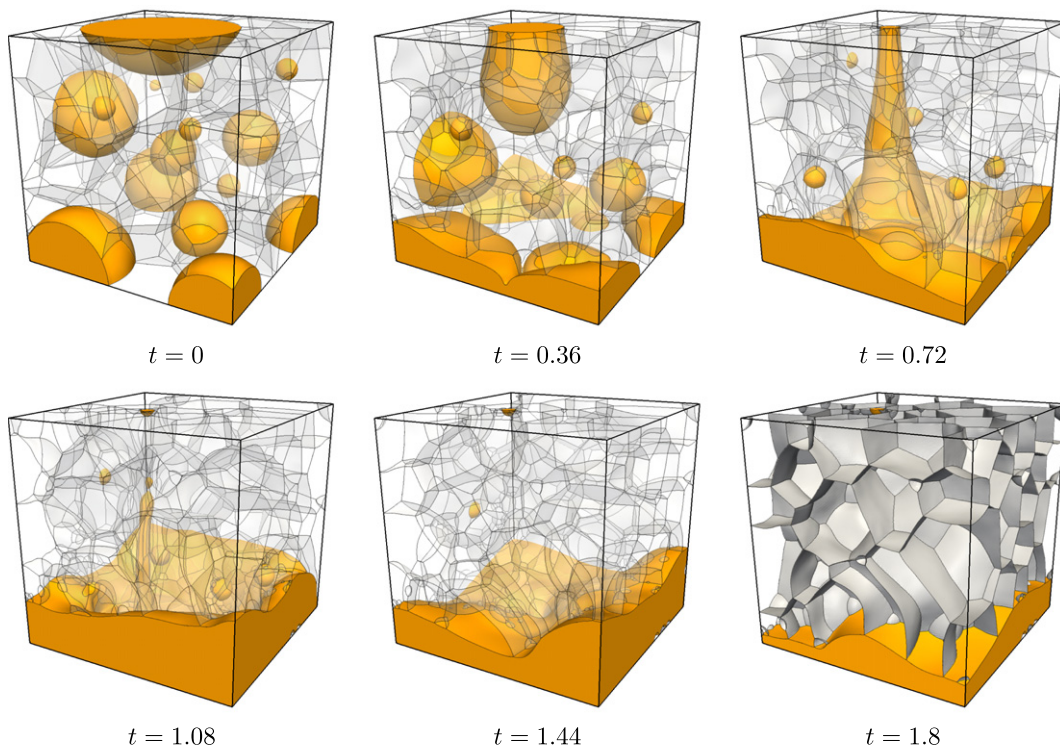 t = 0
t = 0.36
t = 0.72
t = 1.08
t = 1.44
t = 1.8